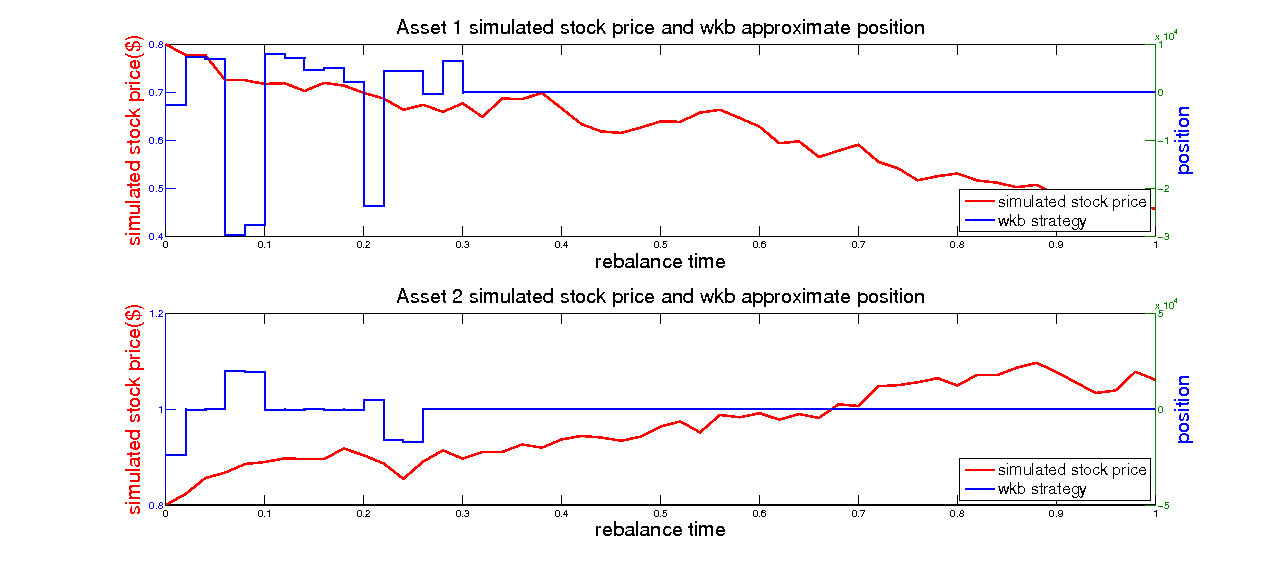 Asset 1 simulated stock price and wkb approximate position
x 10^4
simulated stock price($)
0.8
0.7
0.6
0.5
0.4
1
0
−1
−2
−3
position
simulated stock price
wkb strategy
0 0.1 0.2 0.3 0.4 0.5 0.6 0.7 0.8 0.9 1
rebalance time
Asset 2 simulated stock price and wkb approximate position
x 10^4
simulated stock price($)
1.2
1
0.8
5
0
−5
position
simulated stock price
wkb strategy
0 0.1 0.2 0.3 0.4 0.5 0.6 0.7 0.8 0.9 1
rebalance time